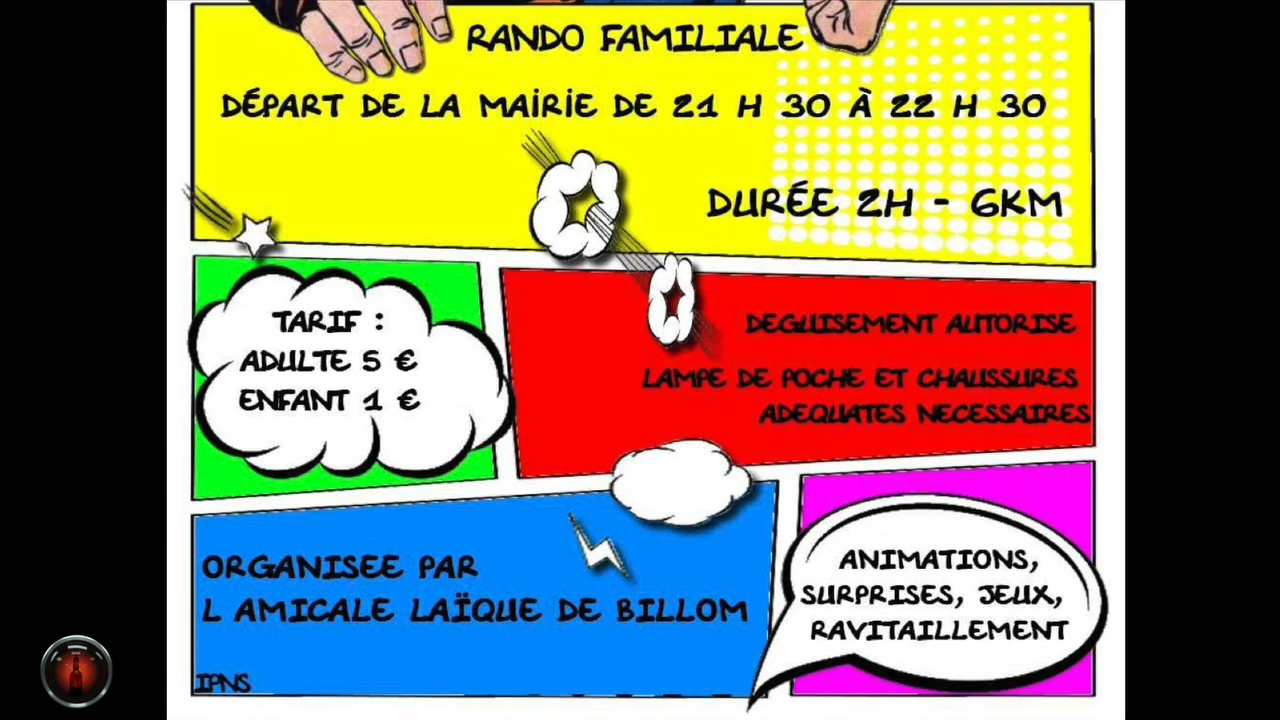 RANDO FAMILIALE
DÉPART DE LA MAIRIE DE 21 H 30 À 22 H 30
DURÉE 2H - 6KM
TARIF :
ADULTE 5 €
ENFANT 1 €
DEGUISEMENT AUTORISE
LAMPE DE POCHE ET CHAUSSURES
ADEQUATES NECESSAIRES
ORGANISEE PAR
L AMICALE LAÏQUE DE BILLOM
ANIMATIONS,
SURPRISES, JEUX,
RAVITAILLEMENT
IPNS